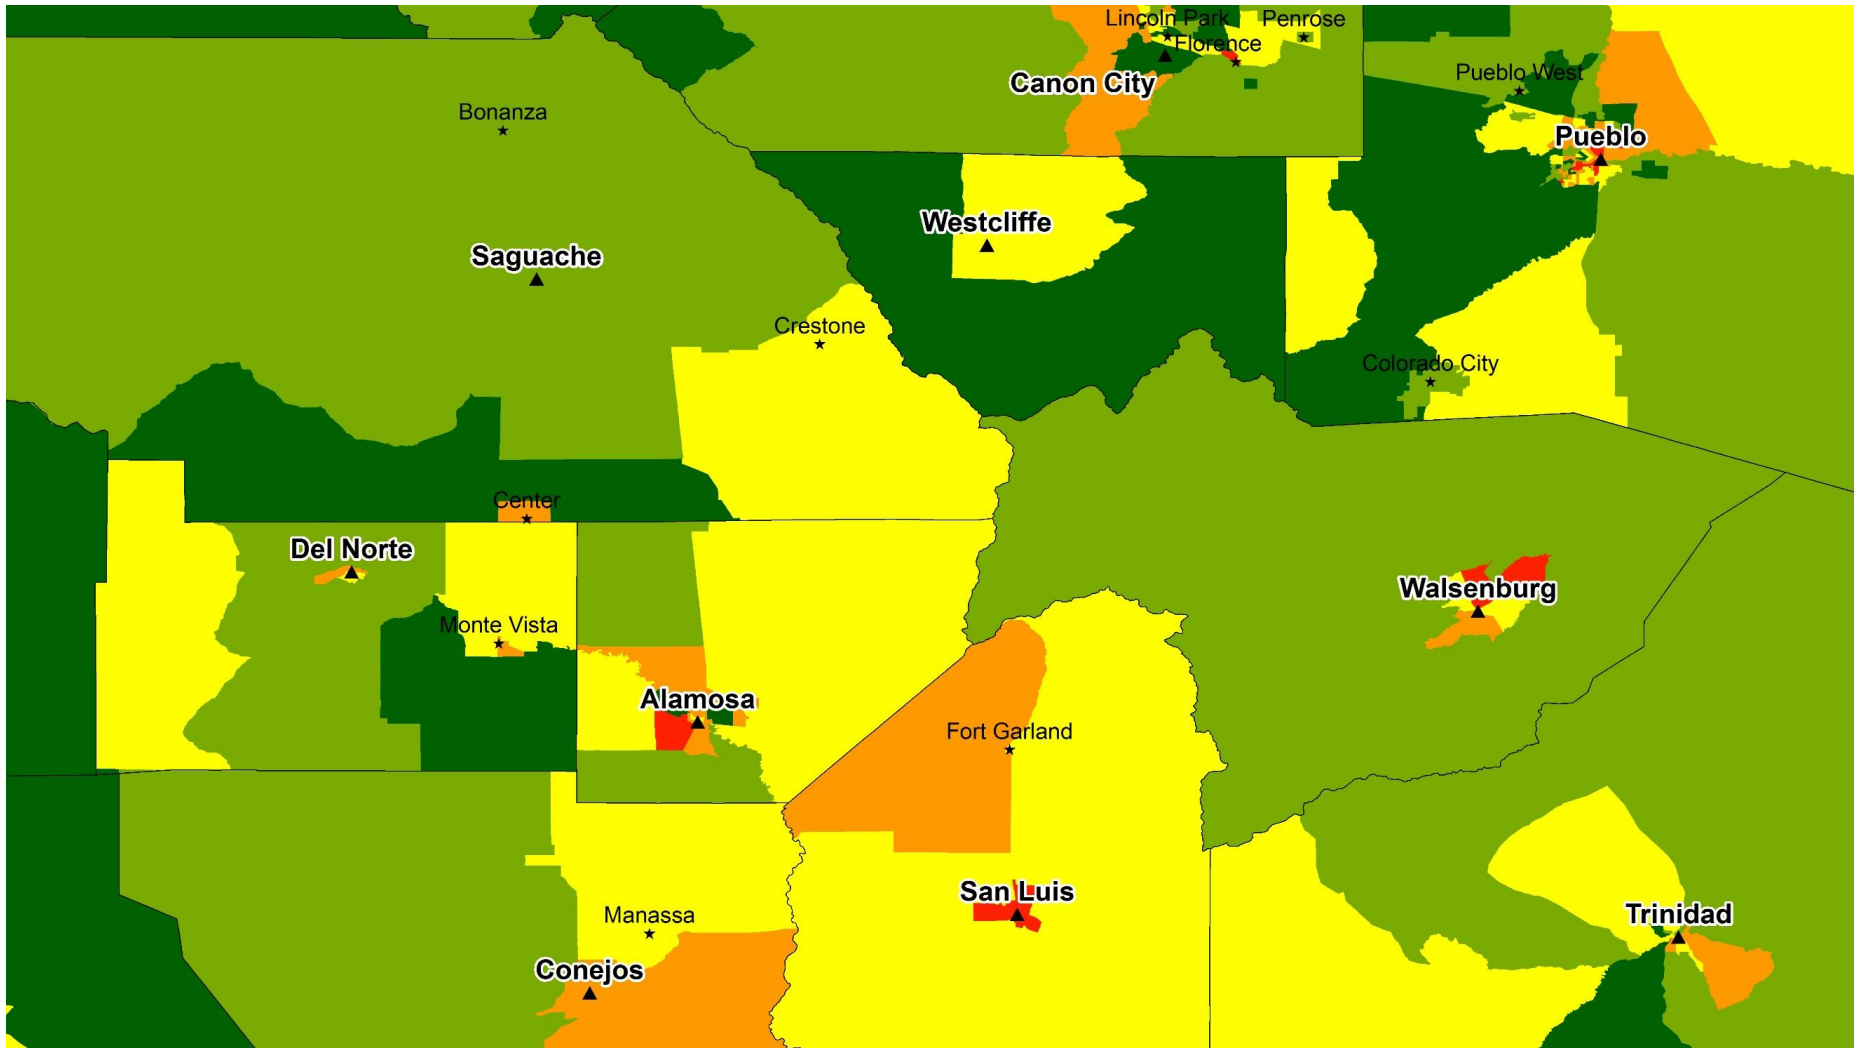 Lincoln Park
Penrose
Florence
Canon City
Pueblo West
Bonanza
Pueblo
Westcliffe
Saguache
Crestone
Colorado City
Center
Del Norte
Walsenburg
Monte Vista
Alamosa
Fort Garland
San Luis
Manassa
Trinidad
Conejos